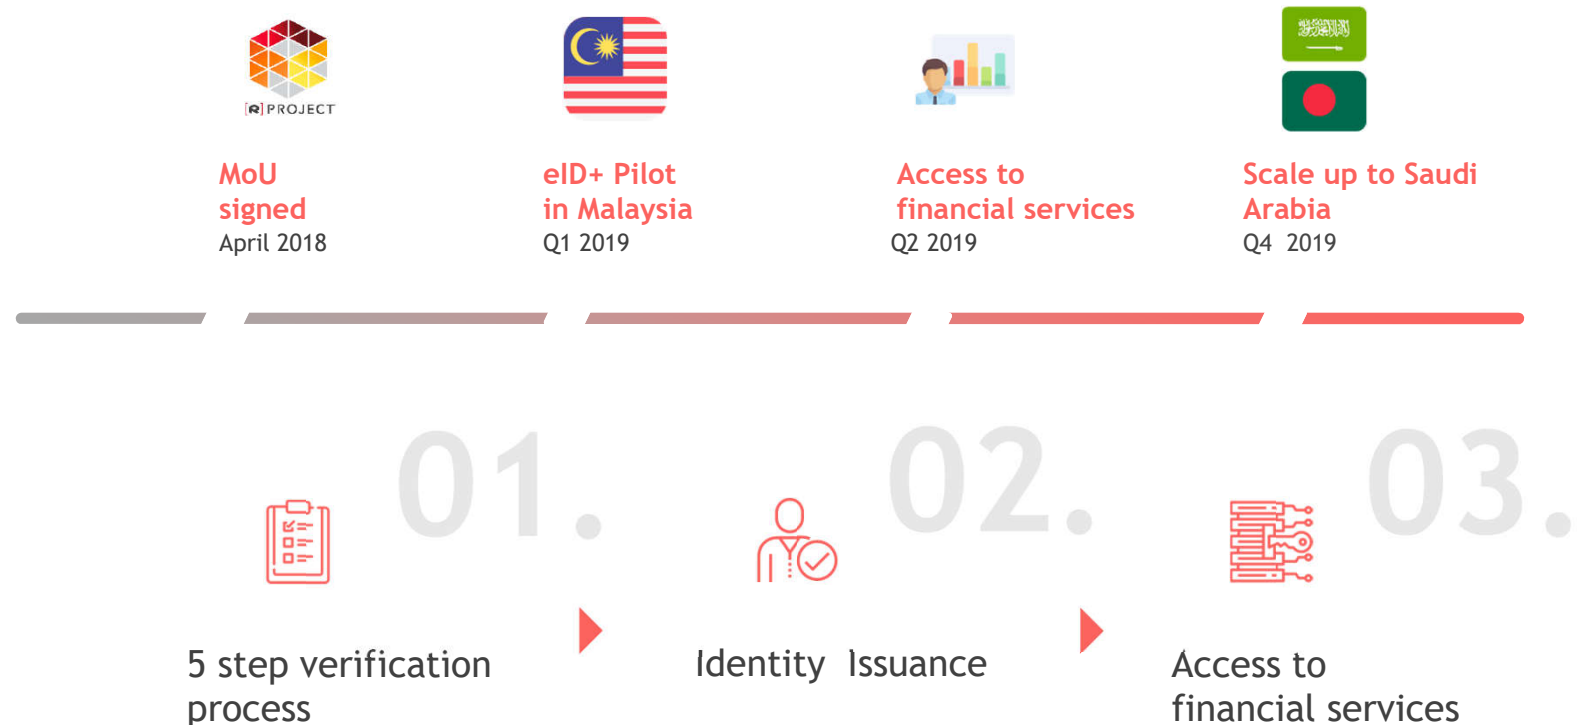 [R]PROJECT
MoU
signed
April 2018
eID+ Pilot
in Malaysia
Q1 2019
Access to
financial services
Q2 2019
Scale up to Saudi
Arabia
Q4 2019
01.
5 step verification
process
02.
Identity Issuance
03.
Access to
financial services